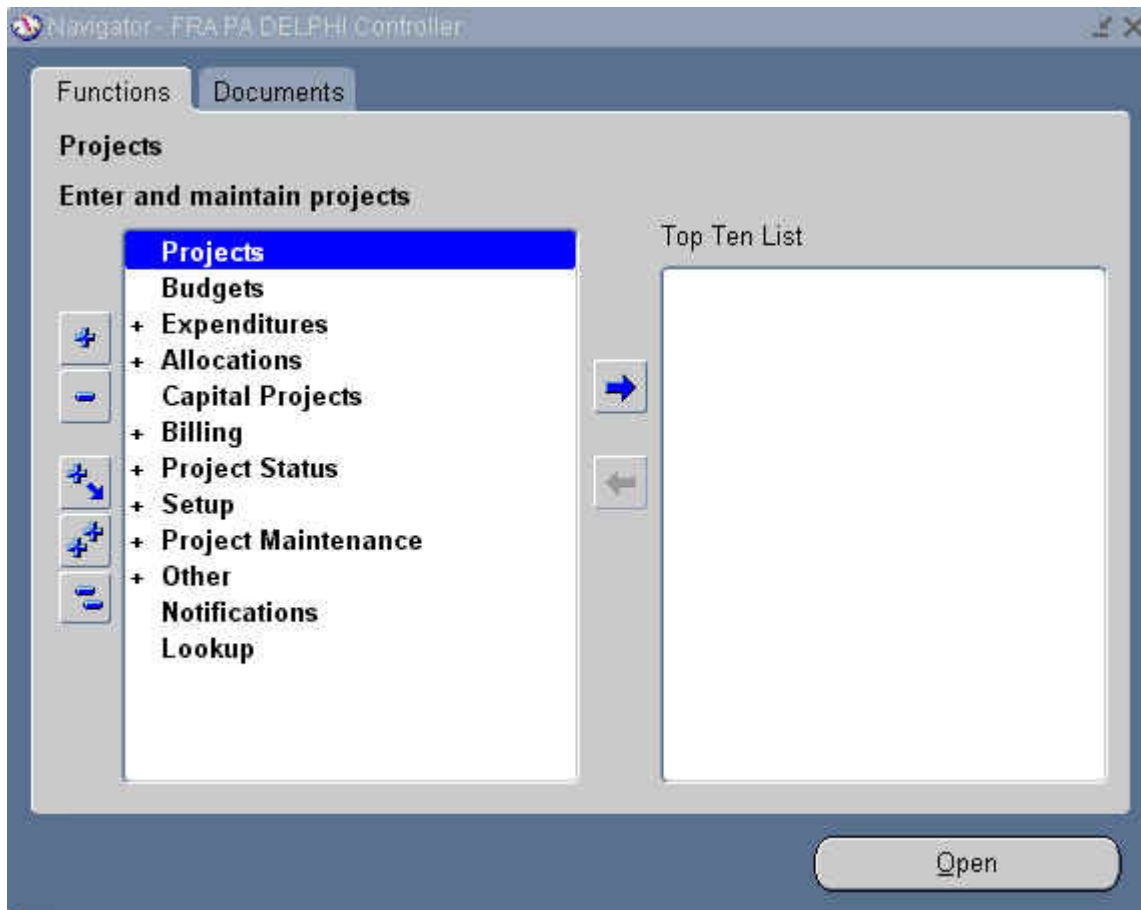 Navigator - FRA PA DELPHI Controller
Functions
Documents
Projects
Enter and maintain projects
Projects
Budgets
+ Expenditures
+ Allocations
Capital Projects
+ Billing
+ Project Status
+ Setup
+ Project Maintenance
+ Other
Notifications
Lookup
Top Ten List
Open